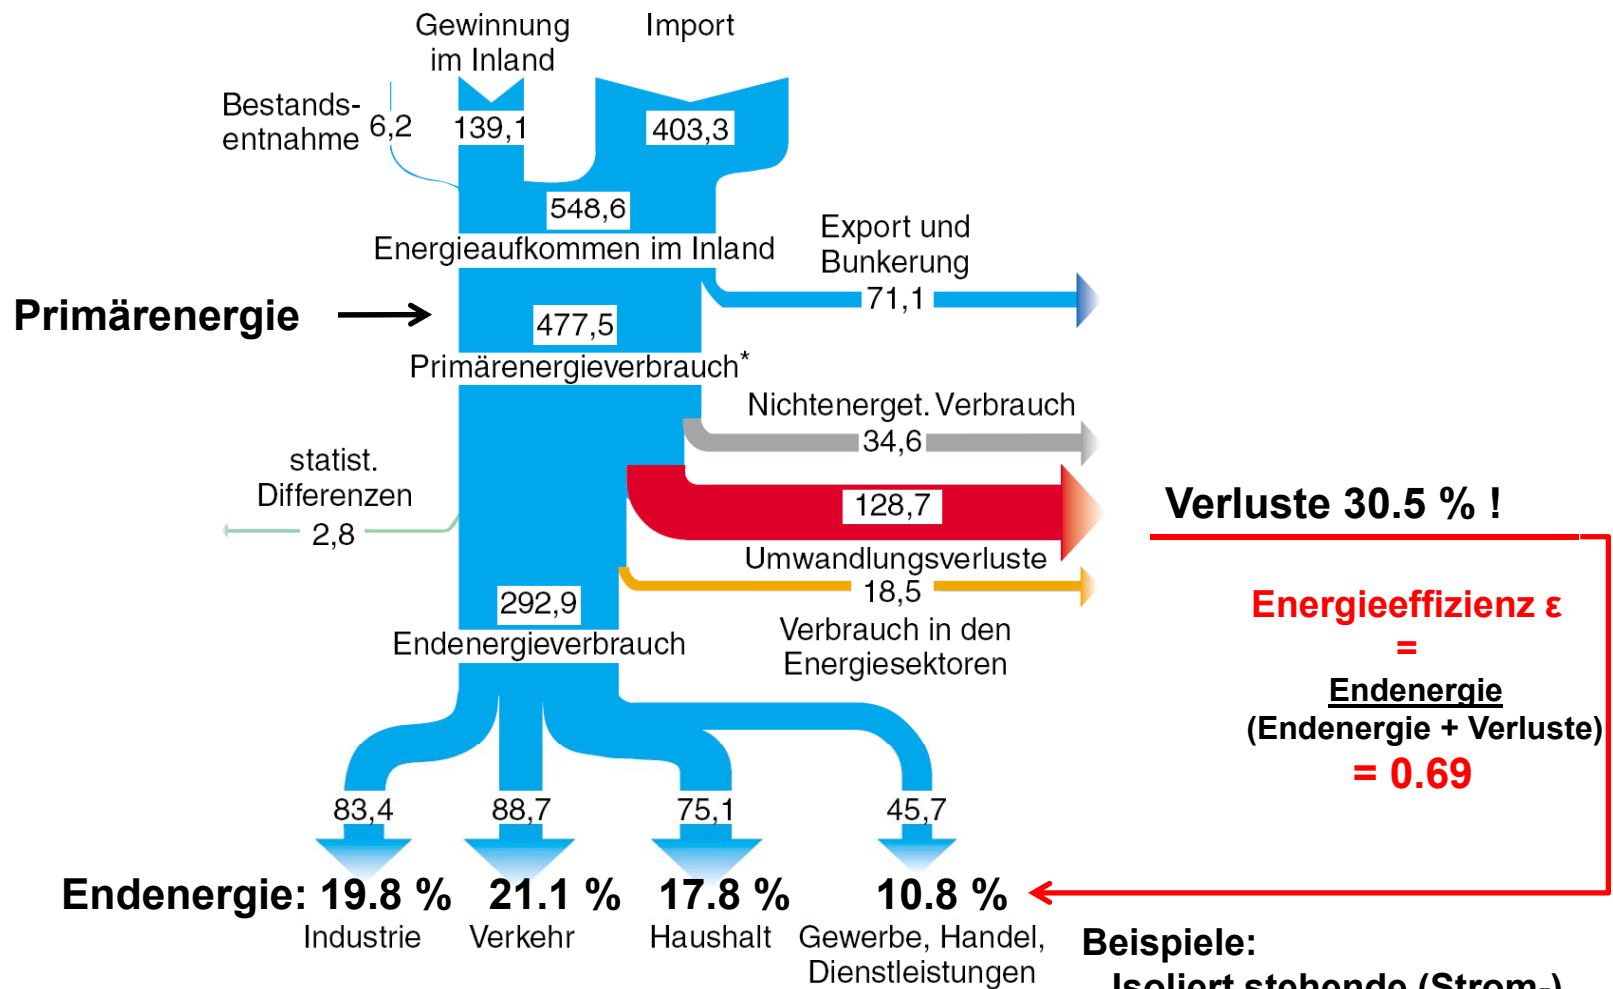 Gewinnung
im Inland
Import
Bestands-
entnahme
6,2
139,1
403,3
548,6
Energieaufkommen im Inland
Export und
Bunkerung
71,1
Primärenergie
477,5
Primärenergieverbrauch*
Nichtenerget. Verbrauch
34,6
statist.
Differenzen
2,8
128,7
Umwandlungsverluste
Verluste 30.5 % !
18,5
Verbrauch in den
Energiesektoren
292,9
Endenergieverbrauch
Energieeffizienz ε
=
Endenergie
(Endenergie + Verluste)
= 0.69
83,4
88,7
75,1
45,7
Endenergie: 19.8 % 21.1 % 17.8 % 10.8 %
Industrie
Verkehr
Haushalt
Gewerbe, Handel,
Dienstleistungen
Beispiele:
Isoliert stehende (Strom-)